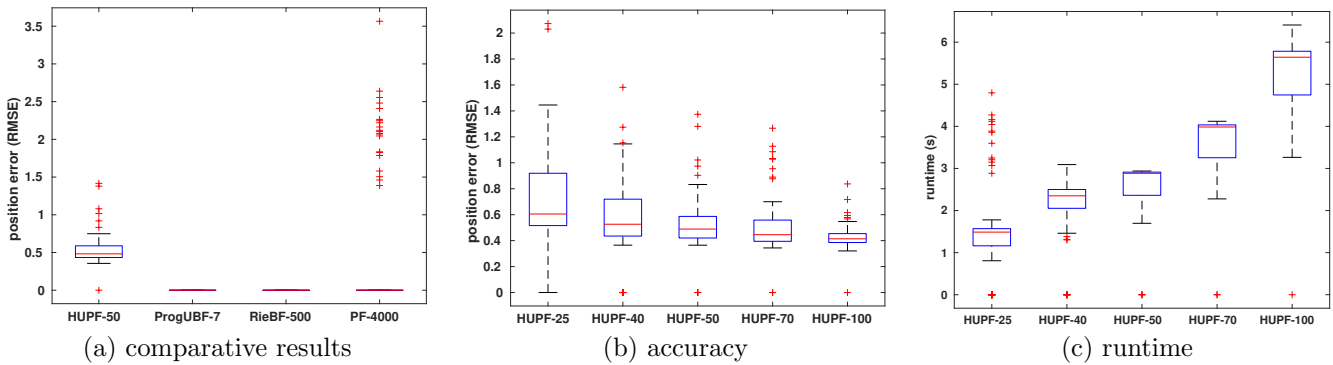 position error (RMSE)
3.5
3
2.5
2
1.5
1
0.5
0
HUPF-50 ProgUBF-7 RieBF-500 PF-4000
(a) comparative results
position error (RMSE)
2
1.8
1.6
1.4
1.2
1
0.8
0.6
0.4
0.2
0
HUPF-25 HUPF-40 HUPF-50 HUPF-70 HUPF-100
(b) accuracy
runtime (s)
6
5
4
3
2
1
0
HUPF-25 HUPF-40 HUPF-50 HUPF-70 HUPF-100
(c) runtime